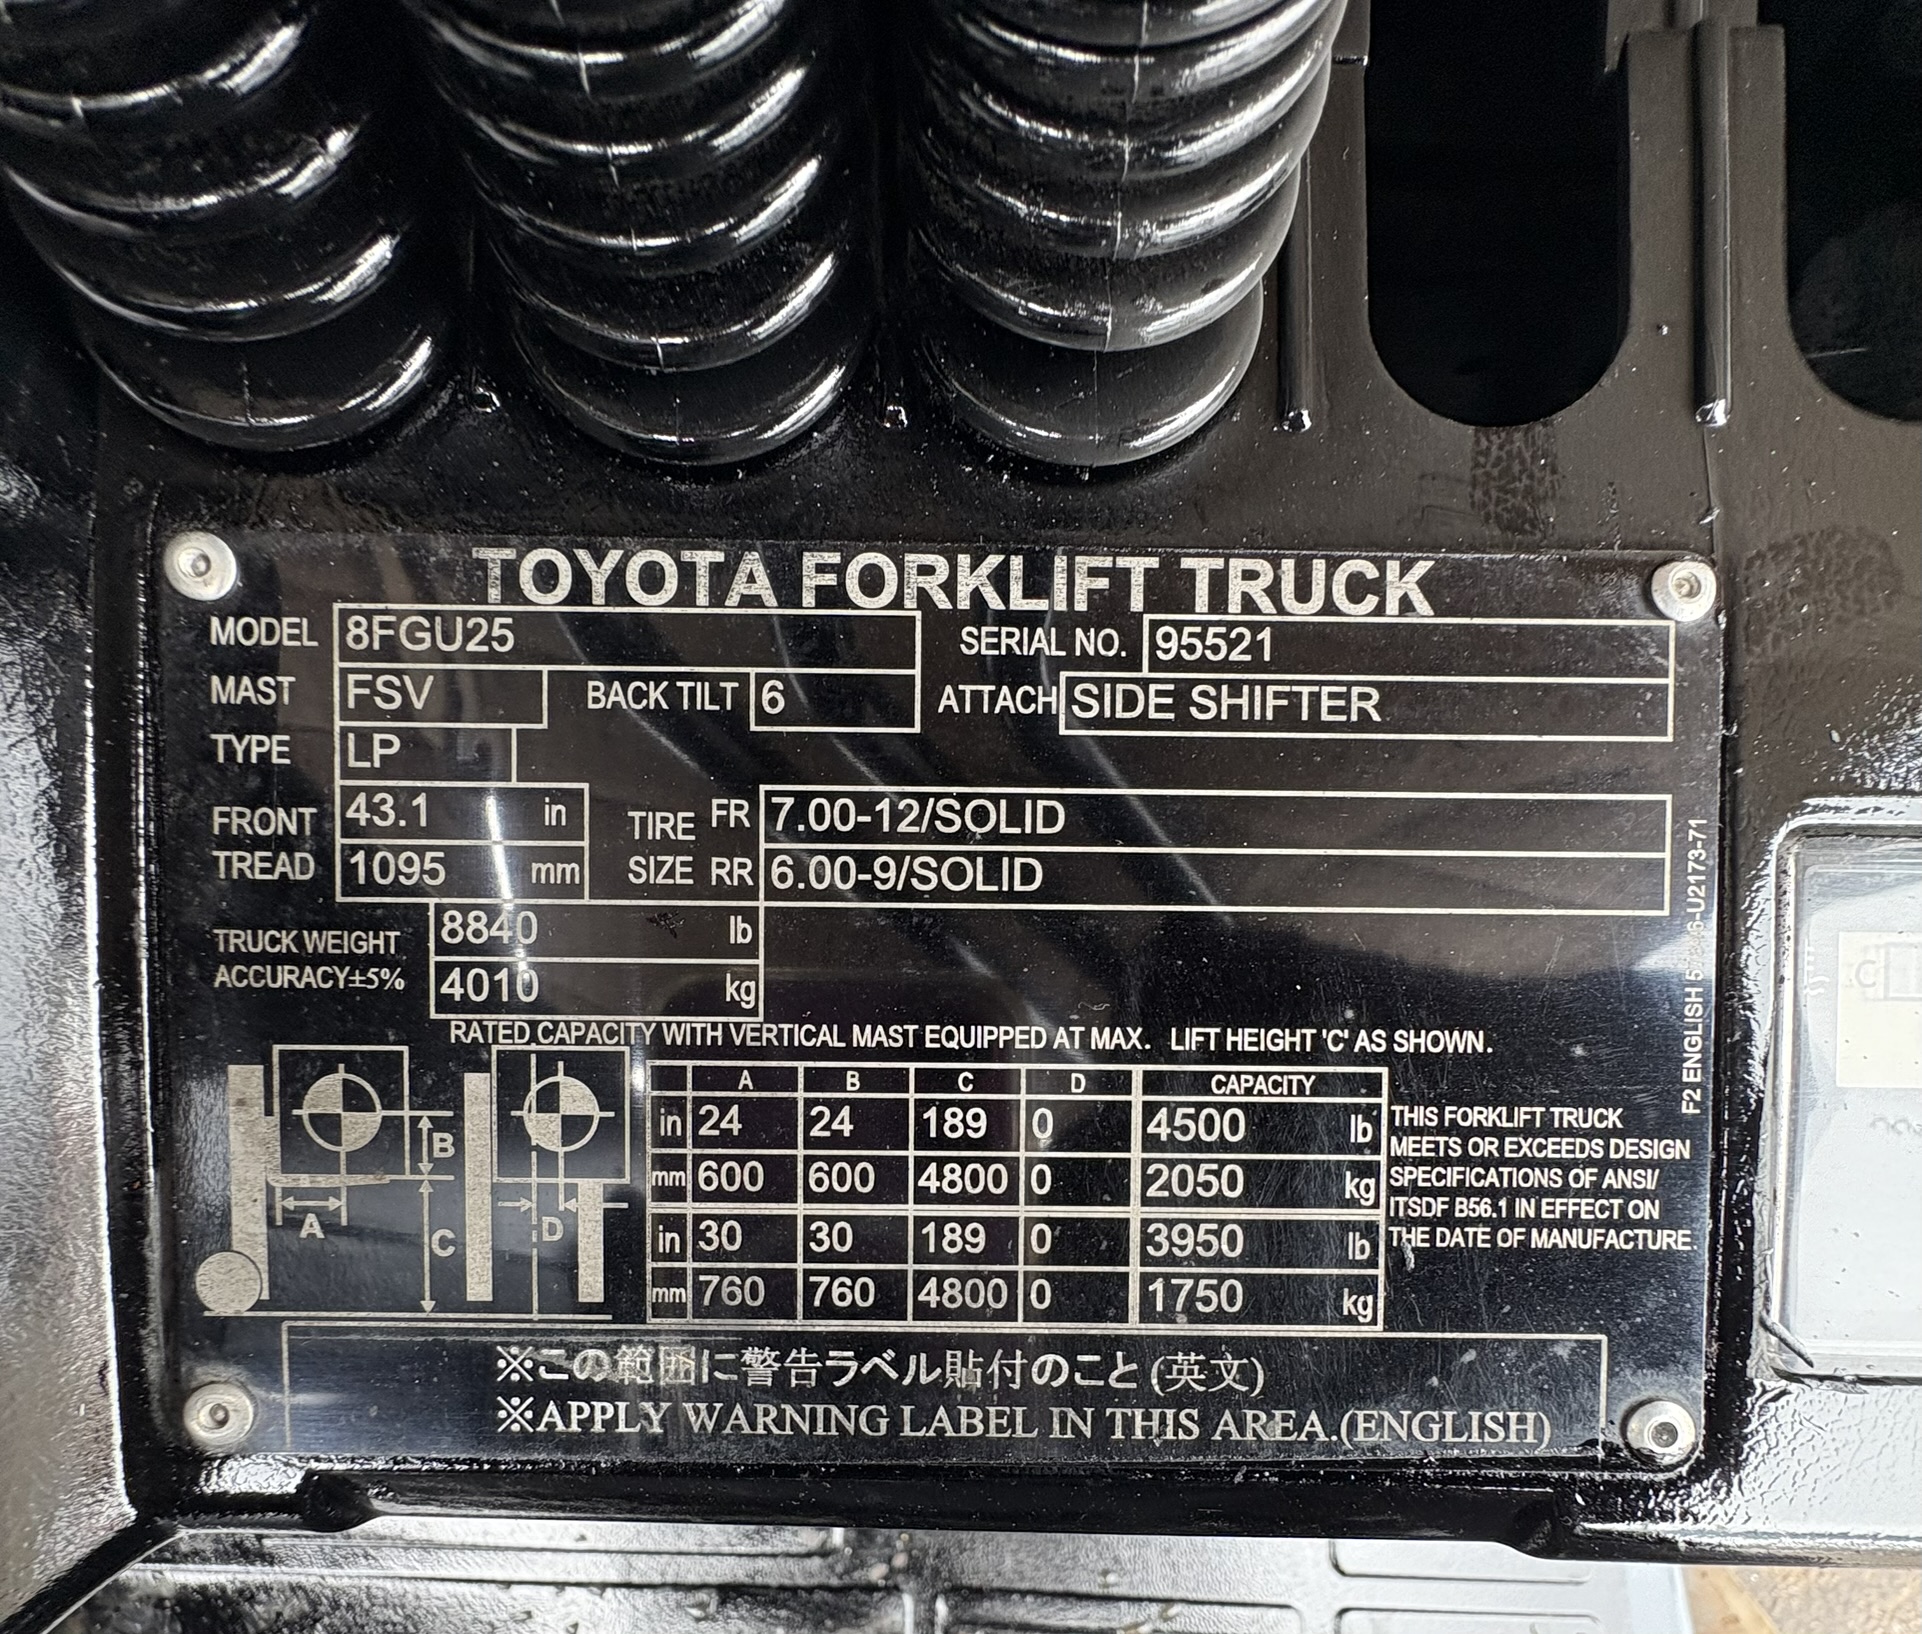 TOYOTA FORKLIFT TRUCK
MODEL 8FGU25 SERIAL NO. 95521
MAST FSV BACK TILT 6 ATTACH SIDE SHIFTER
TYPE LP
FRONT TREAD 43.1 in TIRE SIZE FR 7.00-12/SOLID
1095 mm RR 6.00-9/SOLID
TRUCK WEIGHT 8840 lb
ACCURACY±5% 4010 kg
RATED CAPACITY WITH VERTICAL MAST EQUIPPED AT MAX. LIFT HEIGHT 'C' AS SHOWN.
A B C D CAPACITY
in 24 24 189 0 4500 lb
mm 600 600 4800 0 2050 kg
in 30 30 189 0 3950 lb
mm 760 760 4800 0 1750 kg
B
A
C
D
THIS FORKLIFT TRUCK
MEETS OR EXCEEDS DESIGN
SPECIFICATIONS OF ANSI/
ITSDF B56.1 IN EFFECT ON
THE DATE OF MANUFACTURE.
※この範囲に警告ラベル貼付のこと(英文)
※APPLY WARNING LABEL IN THIS AREA.(ENGLISH)
F2 ENGLISH